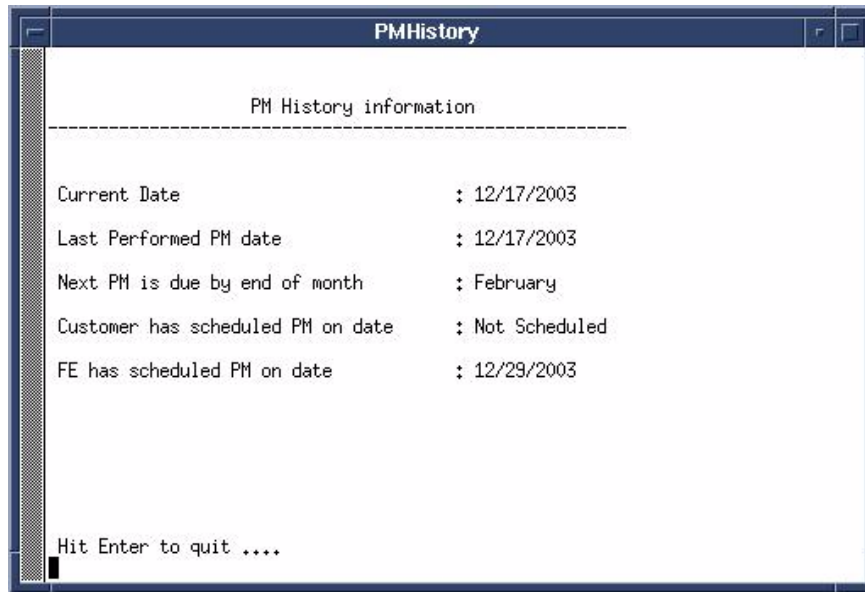 PMHistory
PM History information
----------------------------------------------------------
Current Date : 12/17/2003
Last Performed PM date : 12/17/2003
Next PM is due by end of month : February
Customer has scheduled PM on date : Not Scheduled
FE has scheduled PM on date : 12/29/2003
Hit Enter to quit ....